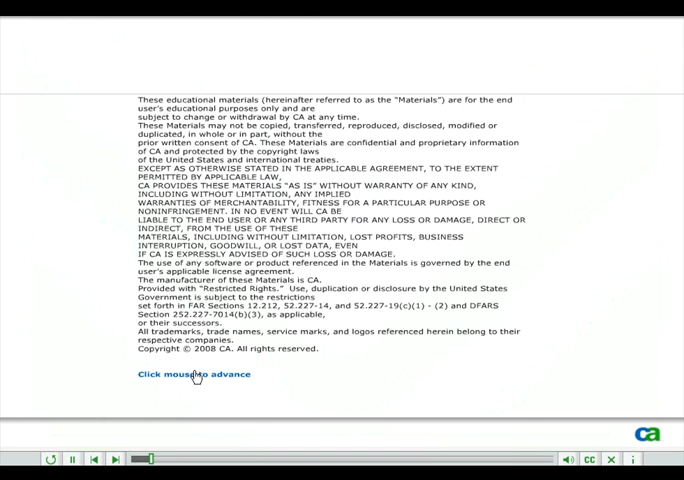 These educational materials (hereinafter referred to as the “Materials”) are for the end
user's educational purposes only and are
subject to change or withdrawal by CA at any time.
These Materials may not be copied, transferred, reproduced, disclosed, modified or
duplicated, in whole or in part, without the
prior written consent of CA. These Materials are confidential and proprietary information
of CA and protected by the copyright laws
of the United States and international treaties.
EXCEPT AS OTHERWISE STATED IN THE APPLICABLE AGREEMENT, TO THE EXTENT
PERMITTED BY APPLICABLE LAW,
CA PROVIDES THESE MATERIALS “AS IS” WITHOUT WARRANTY OF ANY KIND,
INCLUDING WITHOUT LIMITATION, ANY IMPLIED
WARRANTIES OF MERCHANTABILITY, FITNESS FOR A PARTICULAR PURPOSE OR
NONINFRINGEMENT. IN NO EVENT WILL CA BE
LIABLE TO THE END USER OR ANY THIRD PARTY FOR ANY LOSS OR DAMAGE, DIRECT OR
INDIRECT, FROM THE USE OF THESE
MATERIALS, INCLUDING WITHOUT LIMITATION, LOST PROFITS, BUSINESS
INTERRUPTION, GOODWILL, OR LOST DATA, EVEN
IF CA IS EXPRESSLY ADVISED OF SUCH LOSS OR DAMAGE.
The use of any software or product referenced in the Materials is governed by the end
user's applicable license agreement.
The manufacturer of these Materials is CA.
Provided with “Restricted Rights.” Use, duplication or disclosure by the United States
Government is subject to the restrictions
set forth in FAR Sections 12.212, 52.227-14, and 52.227-19(c)(1) - (2) and DFARS
Section 252.227-7014(b)(3), as applicable,
or their successors.
All trademarks, trade names, service marks, and logos referenced herein belong to their
respective companies.
Copyright © 2008 CA. All rights reserved.
Click mouse to advance
ca
CC